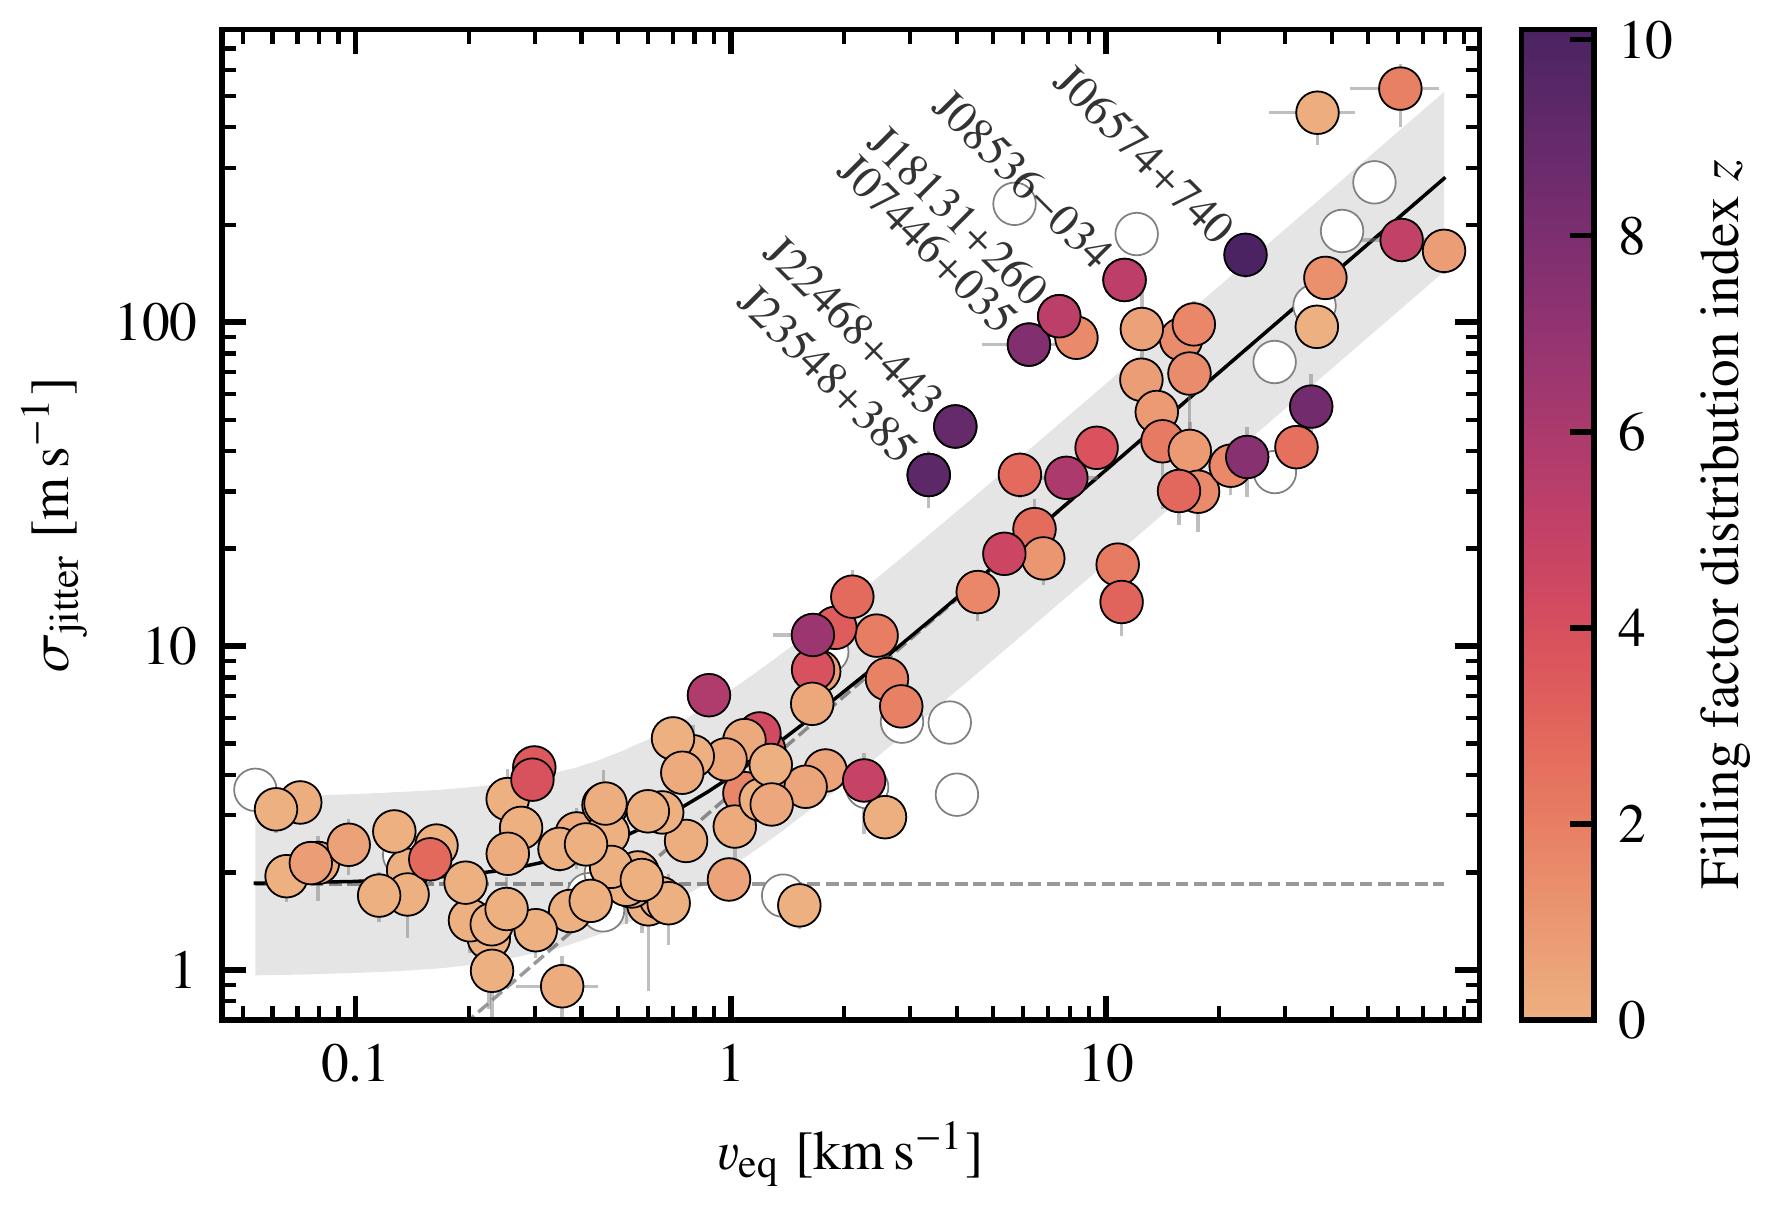 J06574+740
J08536−034
J18131+260
J07446+035
J22468+443
J23548+385
100
10
1
0.1
1
10
σjitter [m s−1]
veq [km s−1]
10
8
6
4
2
0
Filling factor distribution index z